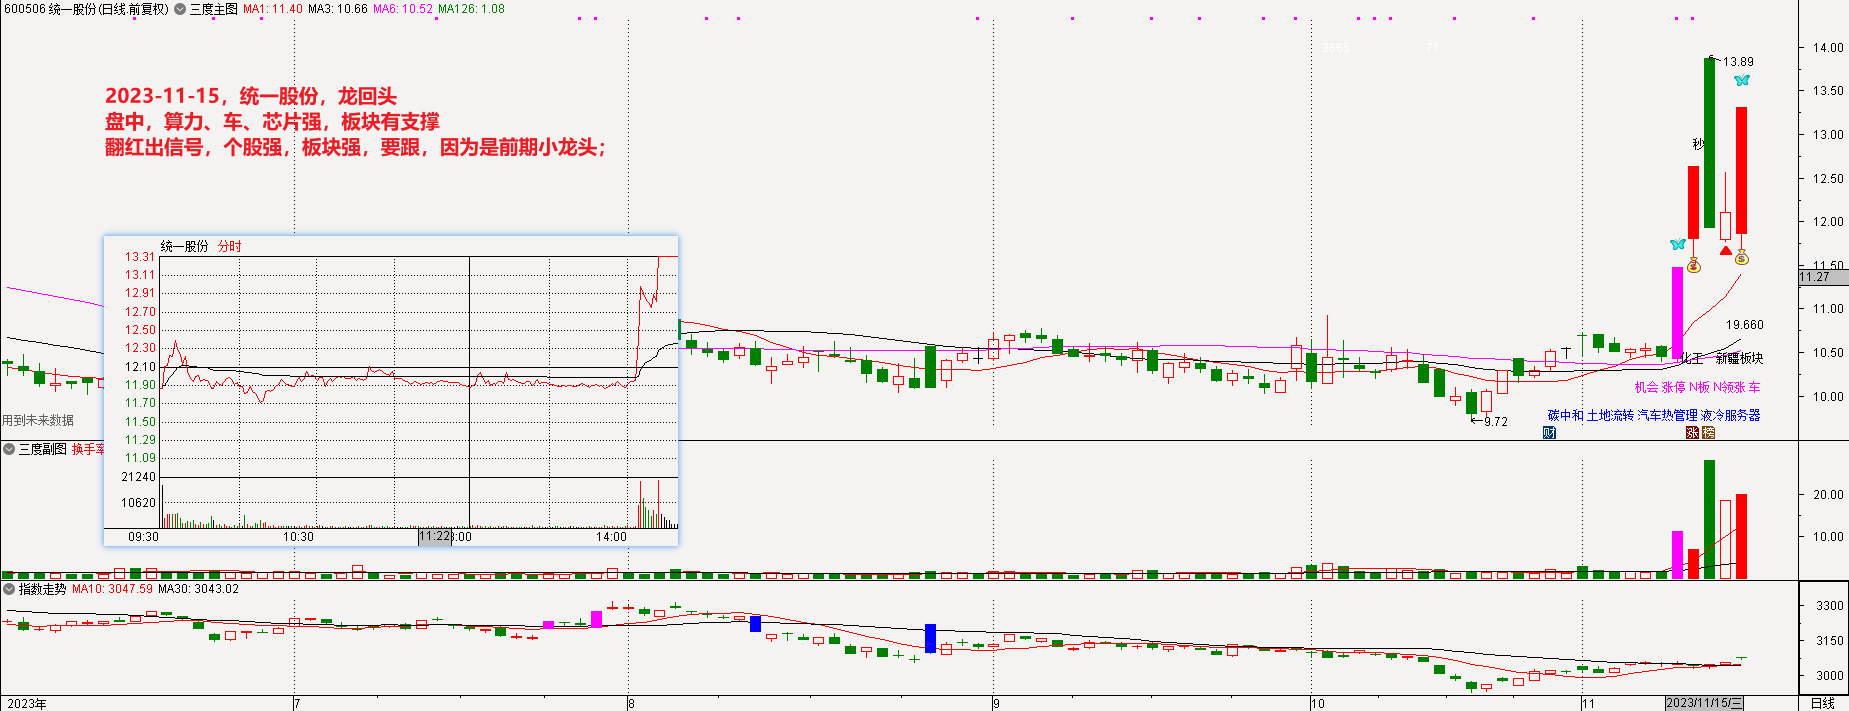 600506 统一股份(日线.前复权) 三度主图 MA1: 11.40 MA3: 10.66 MA6: 10.52 MA126: 1.08
2665 71
14.00
13.89
13.50
13.00
12.50
12.00
11.50
11.27
11.00
10.50
10.00
2023-11-15，统一股份，龙回头
盘中，算力、车、芯片强，板块有支撑
翻红出信号，个股强，板块强，要跟，因为是前期小龙头；
秒
统一股份 分时
13.31
13.11
12.91
12.70
12.50
12.30
12.10
11.90
11.70
11.50
11.29
11.09
21240
10620
09:30 10:30 11:22 3:00 14:00
19.660
新疆板块
机会 涨停 N板 N领涨 车
碳中和 土地流转 汽车热管理 液冷服务器
财 涨 榜
9.72
用到未来数据
三度副图 换手率
20.00
10.00
指数走势 MA10: 3047.59 MA30: 3043.02
3300
3150
3000
2023年 7 8 9 10 11 2023/11/15/三 日线